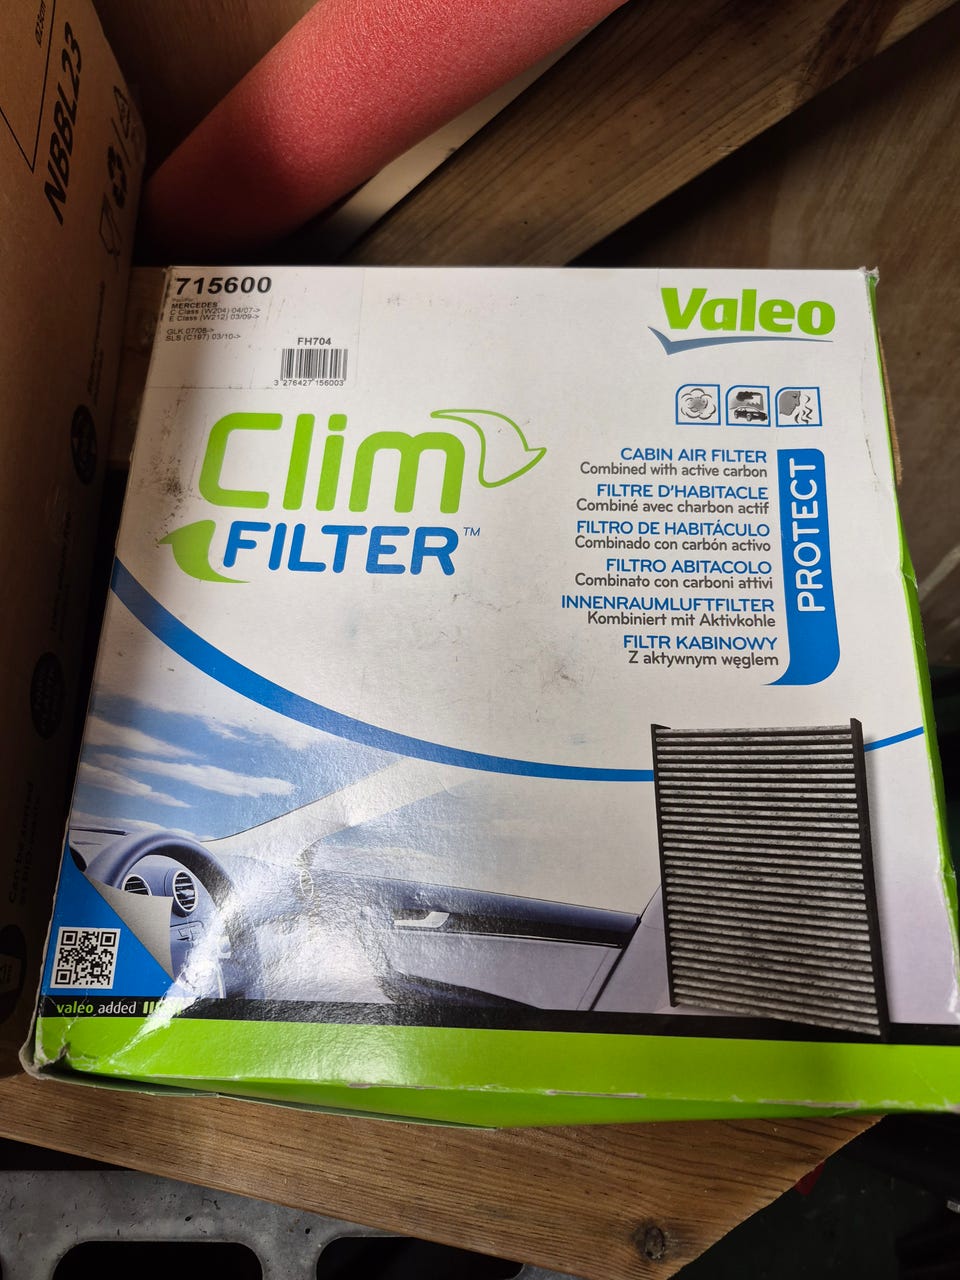 NBBL23
715600
MERCEDES
C Class (W204) 04/07->
E Class (W212) 03/09->
GLK 07/08->
SLS (C197) 03/10->
FH704
3 276427 156003
Valeo
Clim
FILTER™
CABIN AIR FILTER
Combined with active carbon
FILTRE D'HABITACLE
Combiné avec charbon actif
FILTRO DE HABITÁCULO
Combinado con carbón activo
FILTRO ABITACOLO
Combinato con carboni attivi
INNENRAUMLUFTFILTER
Kombiniert mit Aktivkohle
FILTR KABINOWY
Z aktywnym węglem
PROTECT
valeo added